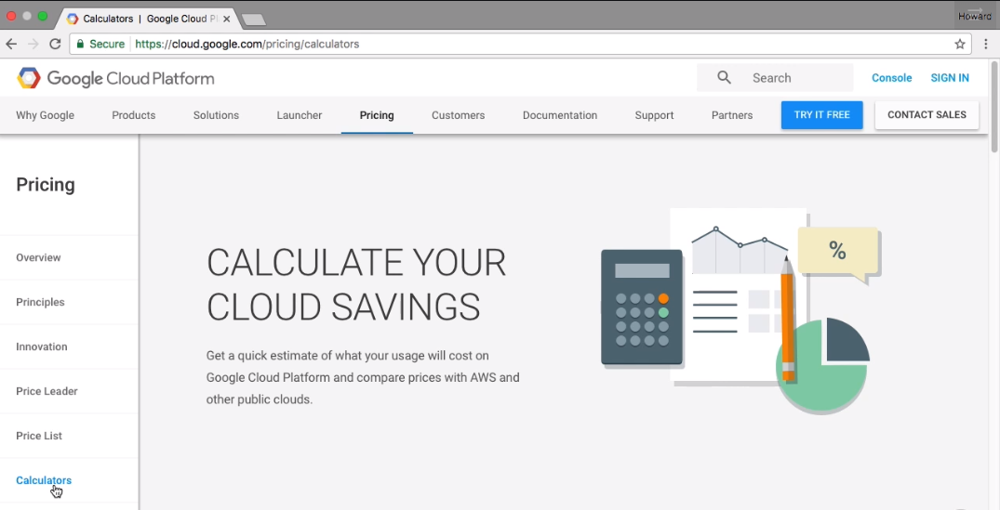 Calculators | Google Cloud Pl
Howard
Secure https://cloud.google.com/pricing/calculators
Google Cloud Platform
Search
Console
SIGN IN
Why Google
Products
Solutions
Launcher
Pricing
Customers
Documentation
Support
Partners
TRY IT FREE
CONTACT SALES
Pricing
Overview
Principles
Innovation
Price Leader
Price List
Calculators
CALCULATE YOUR
CLOUD SAVINGS
Get a quick estimate of what your usage will cost on
Google Cloud Platform and compare prices with AWS and
other public clouds.
%